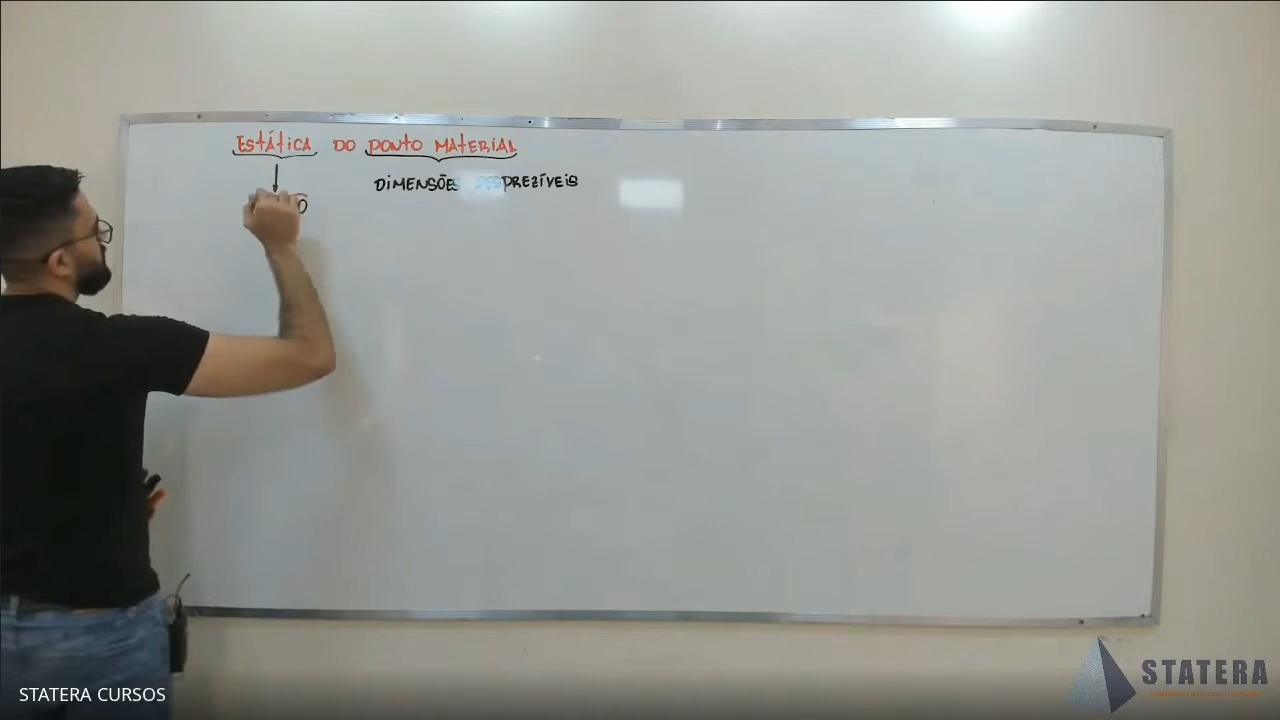 Estática do ponto material
Dimensões desprezíveis
STATERA
STATERA CURSOS